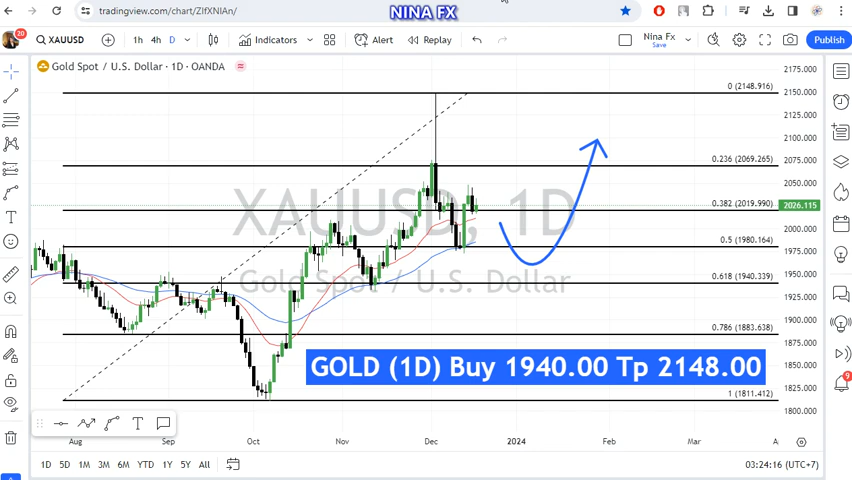 tradingview.com/chart/ZIfXNIAn/
NINA FX
20
XAUUSD
1h 4h D
Indicators
Alert
Replay
Nina Fx
Save
Publish
Gold Spot / U.S. Dollar · 1D · OANDA
XAUUSD, 1D
Gold Spot / U.S. Dollar
0 (2148.916)
0.236 (2069.265)
0.382 (2019.990)
0.5 (1980.164)
0.618 (1940.339)
0.786 (1883.638)
1 (1811.412)
2175.000
2150.000
2125.000
2100.000
2075.000
2050.000
2026.115
2000.000
1975.000
1950.000
1925.000
1900.000
1875.000
1850.000
1825.000
1800.000
GOLD (1D) Buy 1940.00 Tp 2148.00
Aug Sep Oct Nov Dec 2024 Feb Mar
1D 5D 1M 3M 6M YTD 1Y 5Y All
03:24:16 (UTC+7)
9